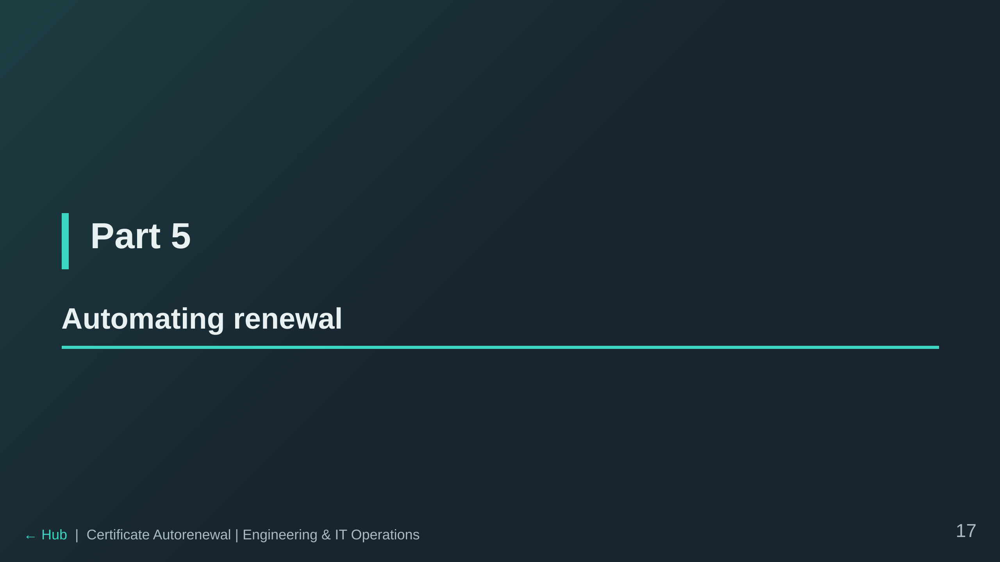 Part 5
Automating renewal
← Hub | Certificate Autorenewal | Engineering & IT Operations
17